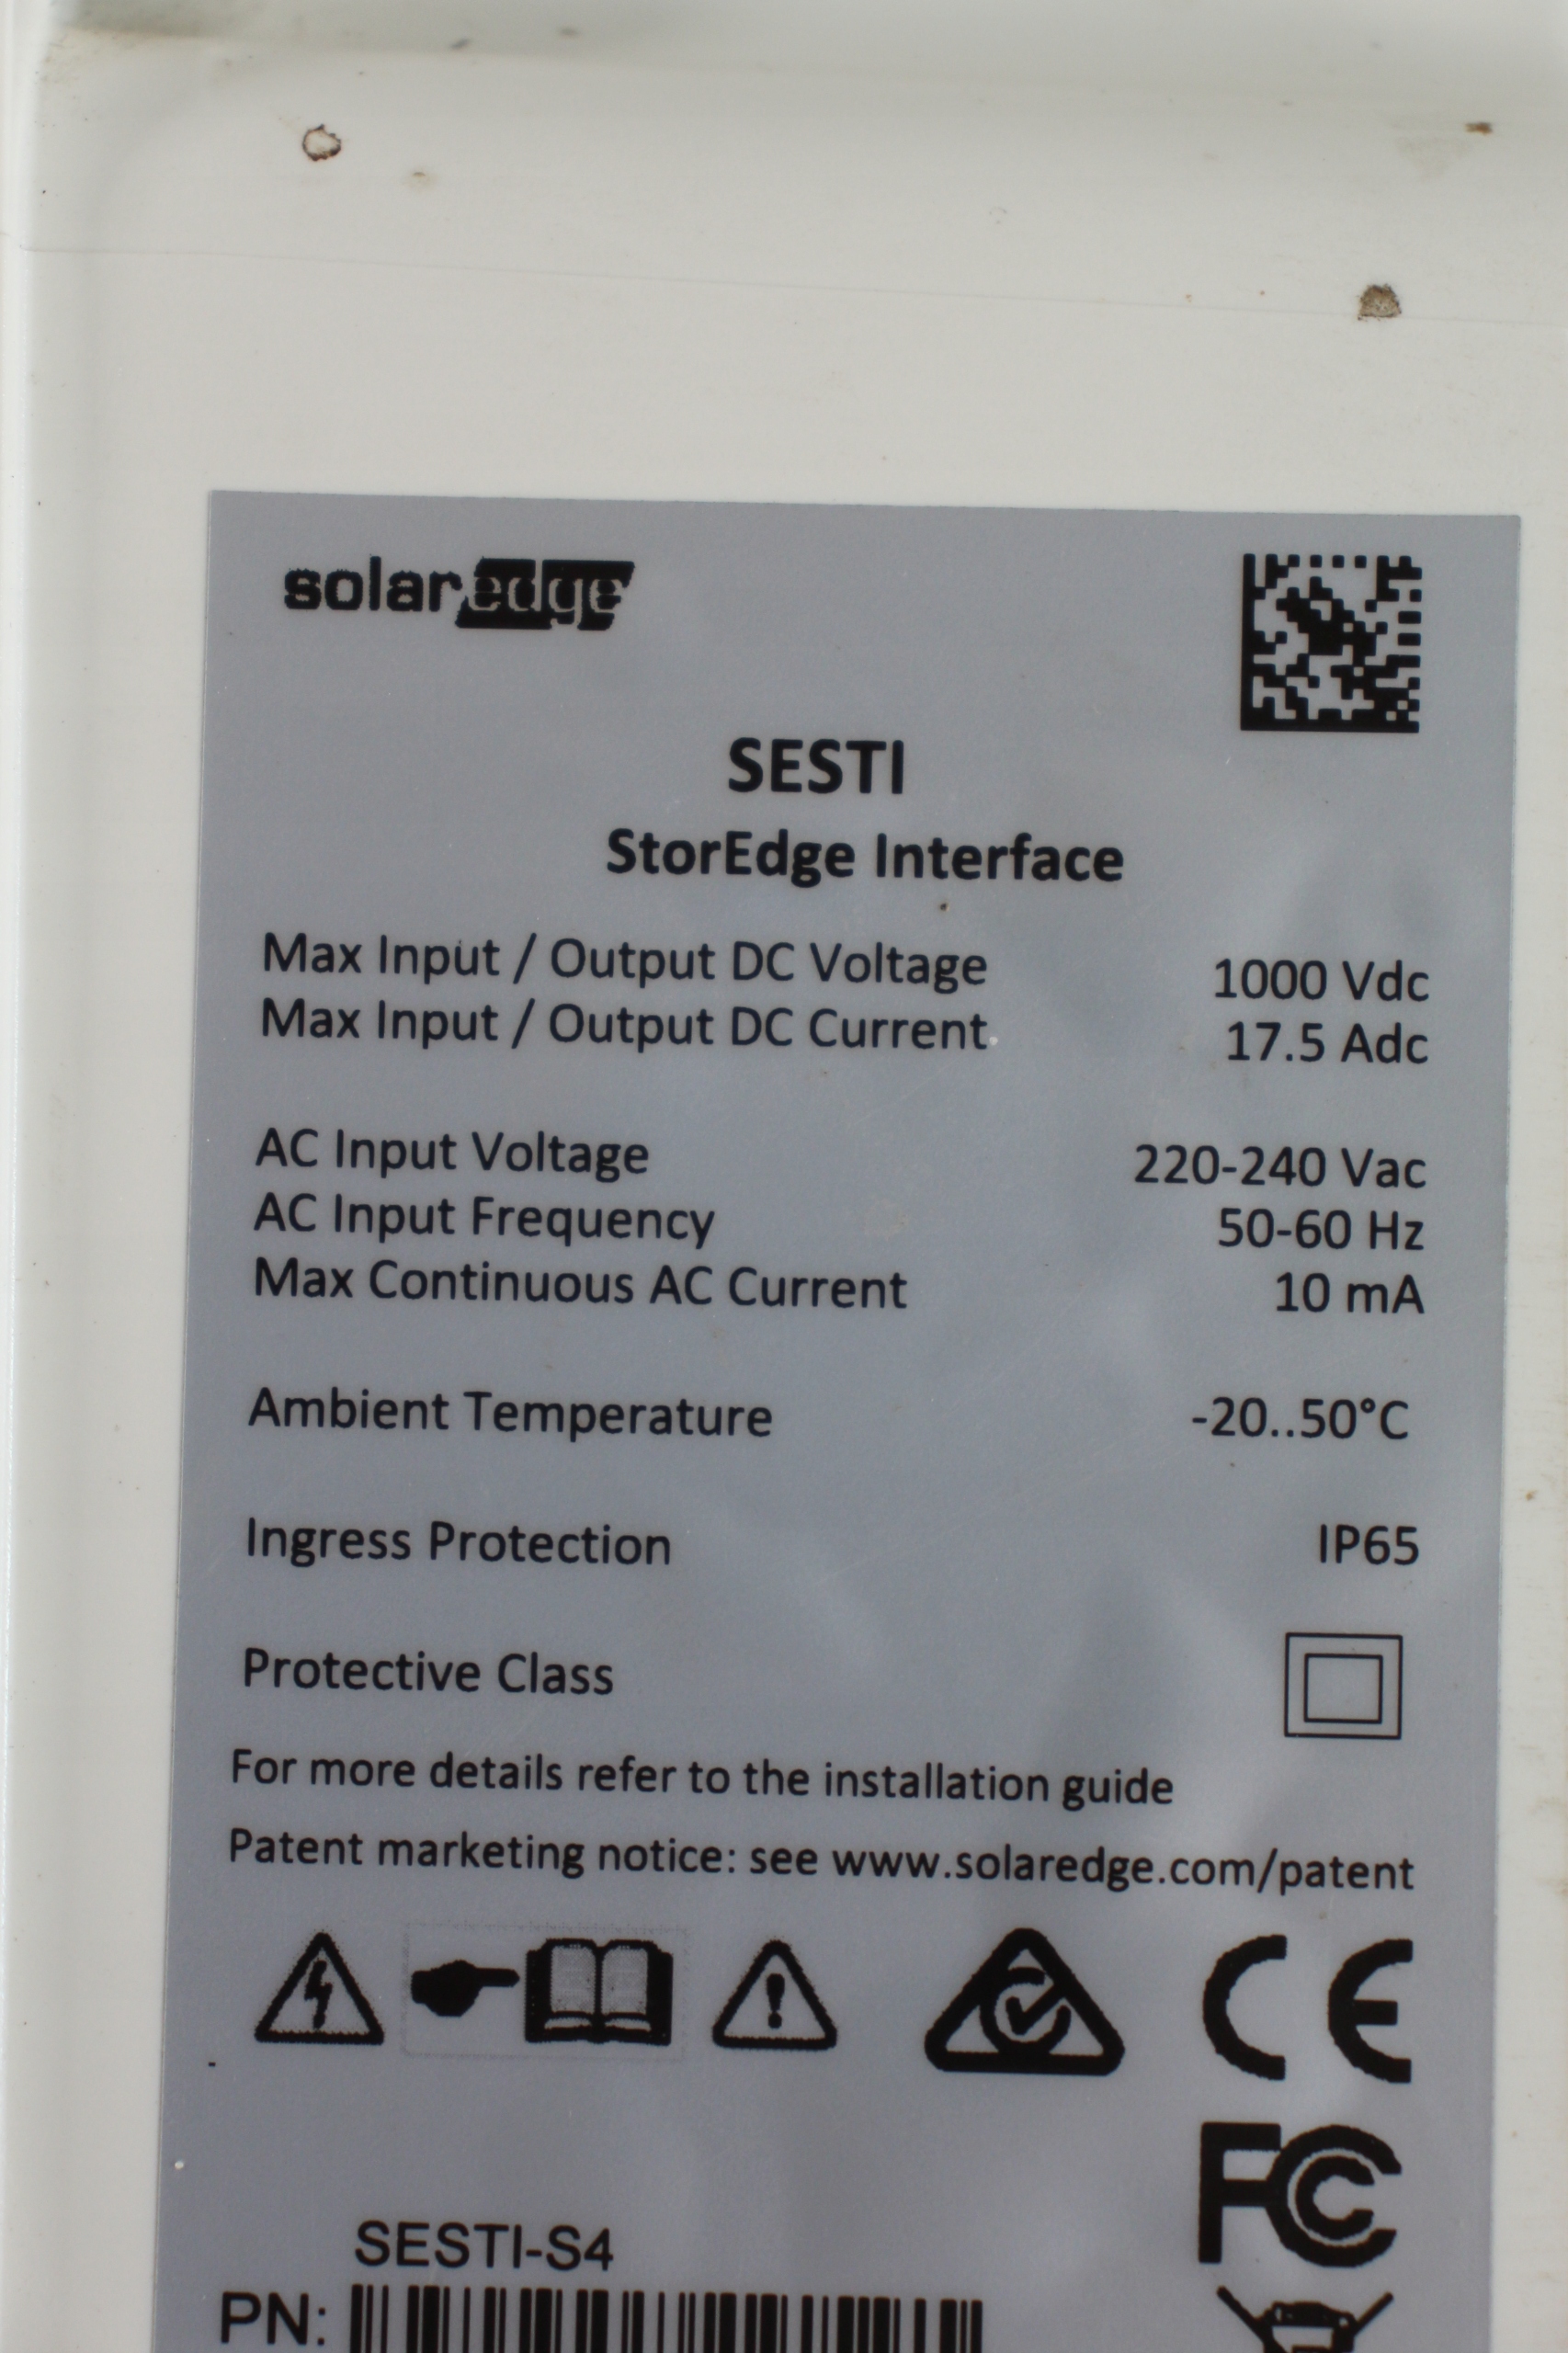 solaredge
SESTI
StorEdge Interface
Max Input / Output DC Voltage 1000 Vdc
Max Input / Output DC Current 17.5 Adc
AC Input Voltage 220-240 Vac
AC Input Frequency 50-60 Hz
Max Continuous AC Current 10 mA
Ambient Temperature -20..50°C
Ingress Protection IP65
Protective Class
For more details refer to the installation guide
Patent marketing notice: see www.solaredge.com/patent
CE
FC
SESTI-S4
PN: